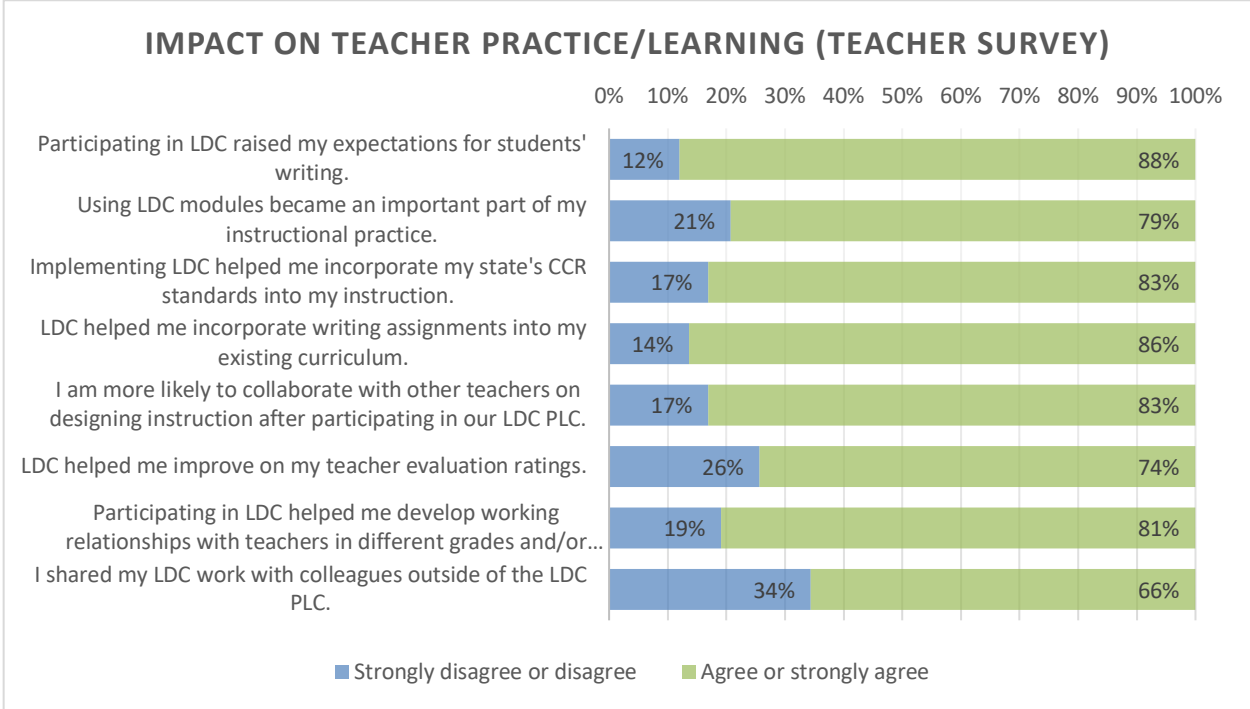 IMPACT ON TEACHER PRACTICE/LEARNING (TEACHER SURVEY)
0% 10% 20% 30% 40% 50% 60% 70% 80% 90% 100%
Participating in LDC raised my expectations for students'
writing.
12% 88%
Using LDC modules became an important part of my
instructional practice.
21% 79%
Implementing LDC helped me incorporate my state's CCR
standards into my instruction.
17% 83%
LDC helped me incorporate writing assignments into my
existing curriculum.
14% 86%
I am more likely to collaborate with other teachers on
designing instruction after participating in our LDC PLC.
17% 83%
LDC helped me improve on my teacher evaluation ratings.
26% 74%
Participating in LDC helped me develop working
relationships with teachers in different grades and/or...
19% 81%
I shared my LDC work with colleagues outside of the LDC
PLC.
34% 66%
Strongly disagree or disagree Agree or strongly agree